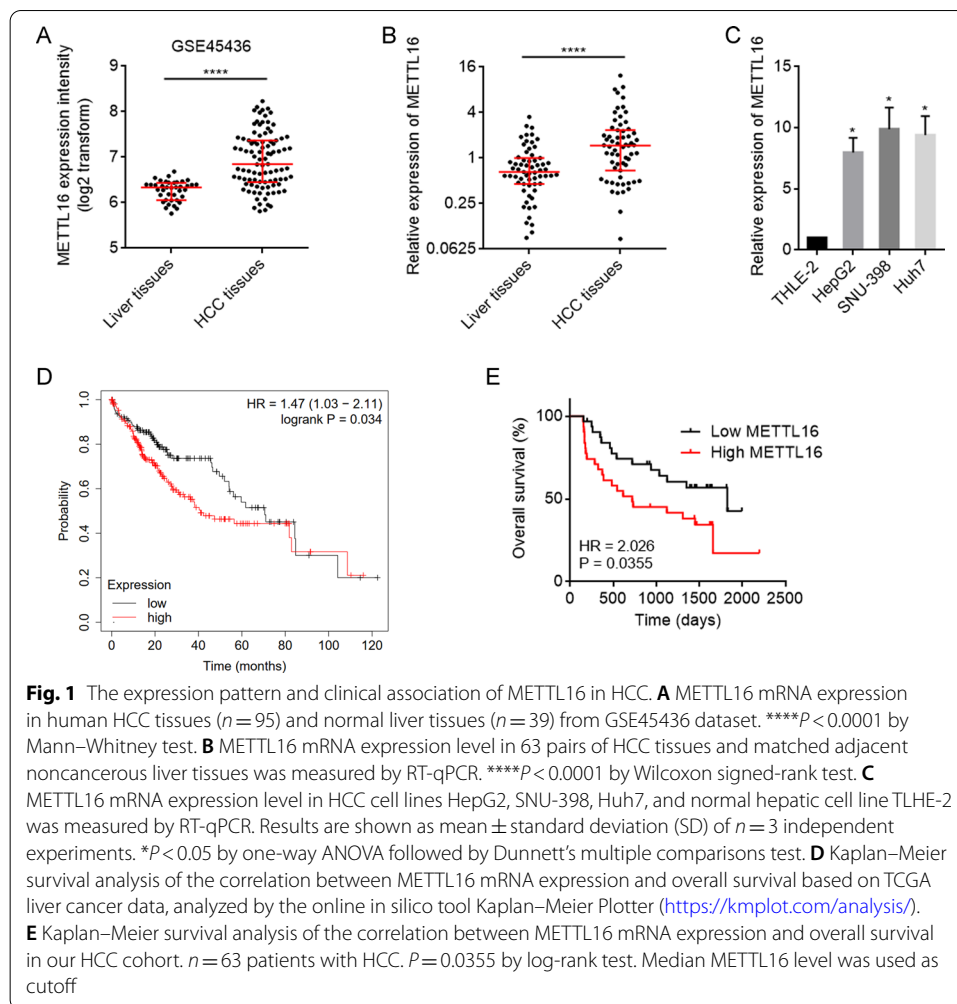 A
GSE45436
****
METTL16 expression intensity
(log2 transform)
8
7
6
5
Liver tissues
HCC tissues
B
****
Relative expression of METTL16
16
4
1
0.25
0.0625
Liver tissues
HCC tissues
C
Relative expression of METTL16
15
10
5
0
*
*
*
THLE-2
HepG2
SNU-398
Huh7
D
HR = 1.47 (1.03 − 2.11)
logrank P = 0.034
Probability
1.0
0.8
0.6
0.4
0.2
0.0
Expression
low
high
0 20 40 60 80 100 120
Time (months)
E
Overall survival (%)
100
50
0
Low METTL16
High METTL16
HR = 2.026
P = 0.0355
0 500 1000 1500 2000 2500
Time (days)
Fig. 1 The expression pattern and clinical association of METTL16 in HCC. A METTL16 mRNA expression
in human HCC tissues (n = 95) and normal liver tissues (n = 39) from GSE45436 dataset. ****P < 0.0001 by
Mann–Whitney test. B METTL16 mRNA expression level in 63 pairs of HCC tissues and matched adjacent
noncancerous liver tissues was measured by RT-qPCR. ****P < 0.0001 by Wilcoxon signed-rank test. C
METTL16 mRNA expression level in HCC cell lines HepG2, SNU-398, Huh7, and normal hepatic cell line TLHE-2
was measured by RT-qPCR. Results are shown as mean ± standard deviation (SD) of n = 3 independent
experiments. *P < 0.05 by one-way ANOVA followed by Dunnett's multiple comparisons test. D Kaplan–Meier
survival analysis of the correlation between METTL16 mRNA expression and overall survival based on TCGA
liver cancer data, analyzed by the online in silico tool Kaplan–Meier Plotter (https://kmplot.com/analysis/).
E Kaplan–Meier survival analysis of the correlation between METTL16 mRNA expression and overall survival
in our HCC cohort. n = 63 patients with HCC. P = 0.0355 by log-rank test. Median METTL16 level was used as
cutoff